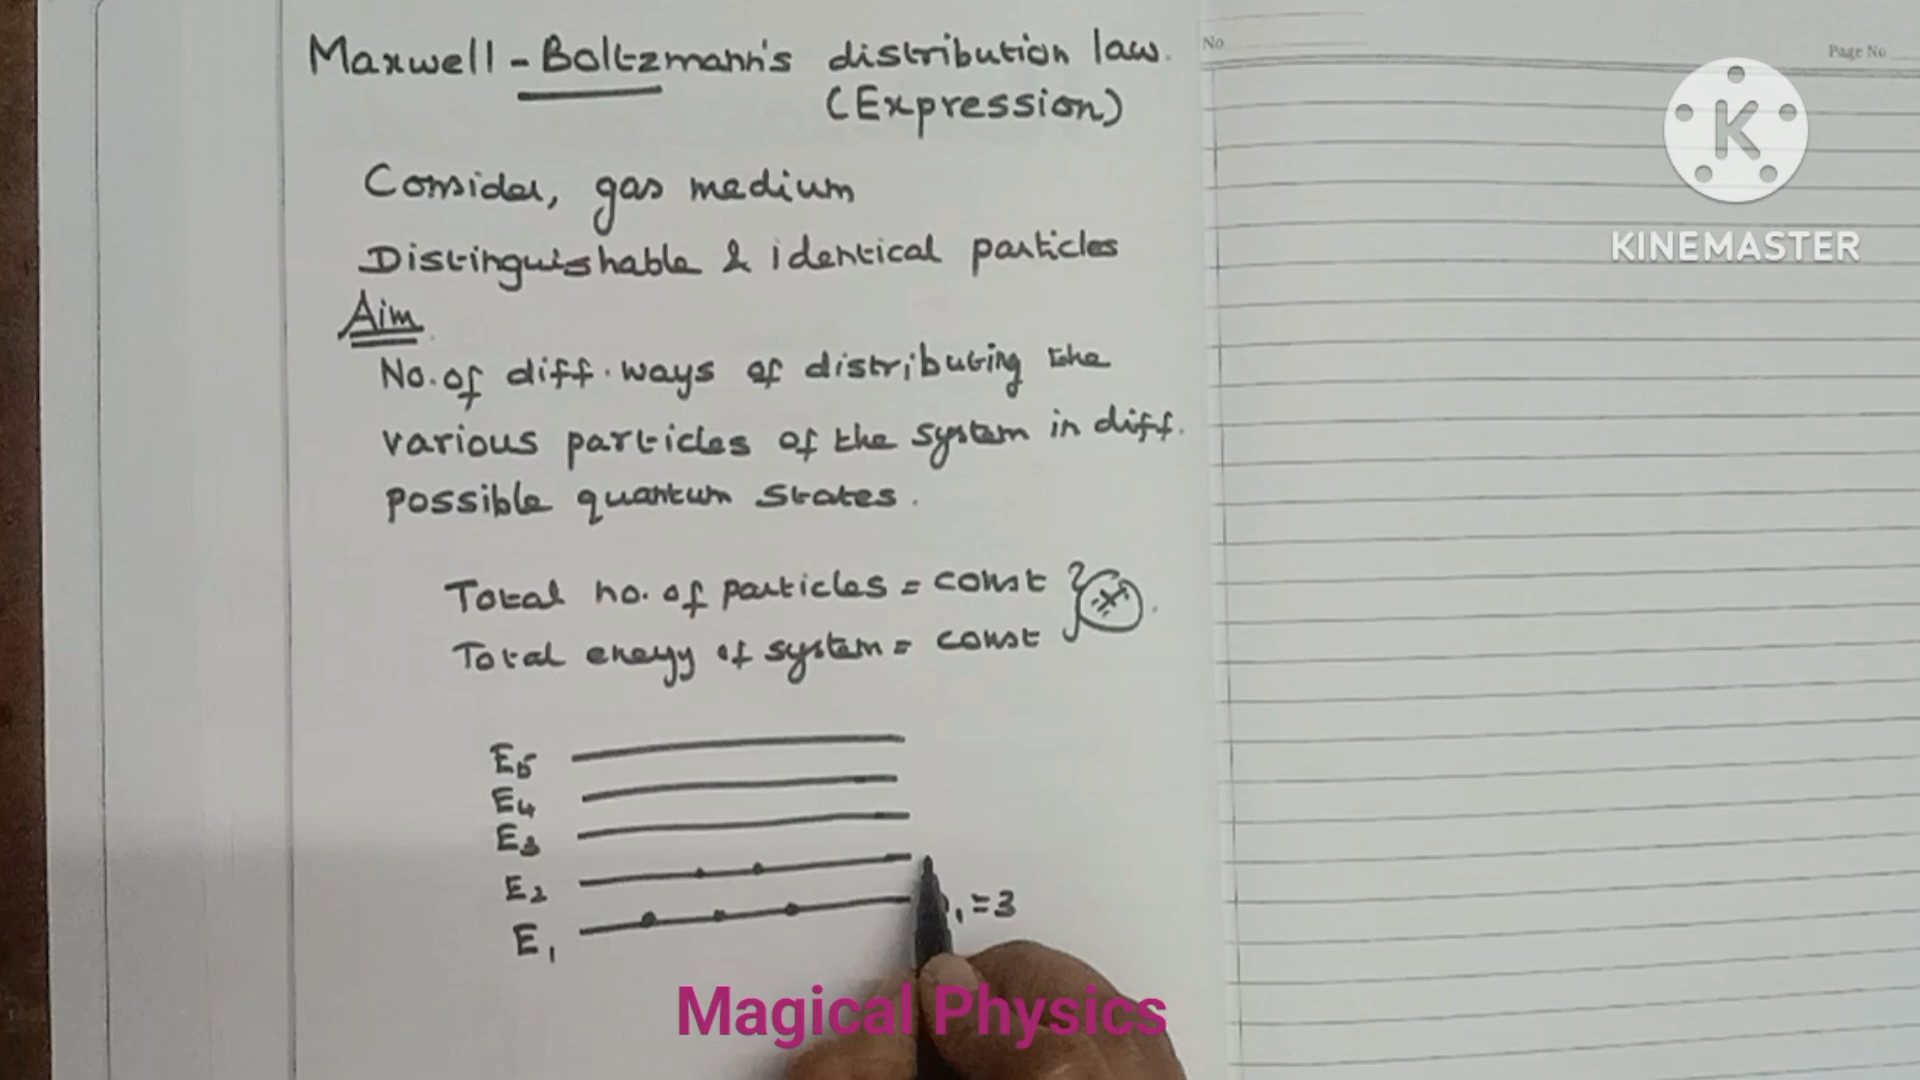 Maxwell-Boltzmann's distribution law.
(Expression)
Consider, gas medium
Distinguishable & identical particles
Aim
No. of diff. ways of distributing the
various particles of the system in diff.
possible quantum states.
Total no. of particles = const
Total energy of system = const
E5
E4
E3
E2
E1
1 = 3
Magical Physics
No
Page No
K
KINEMASTER